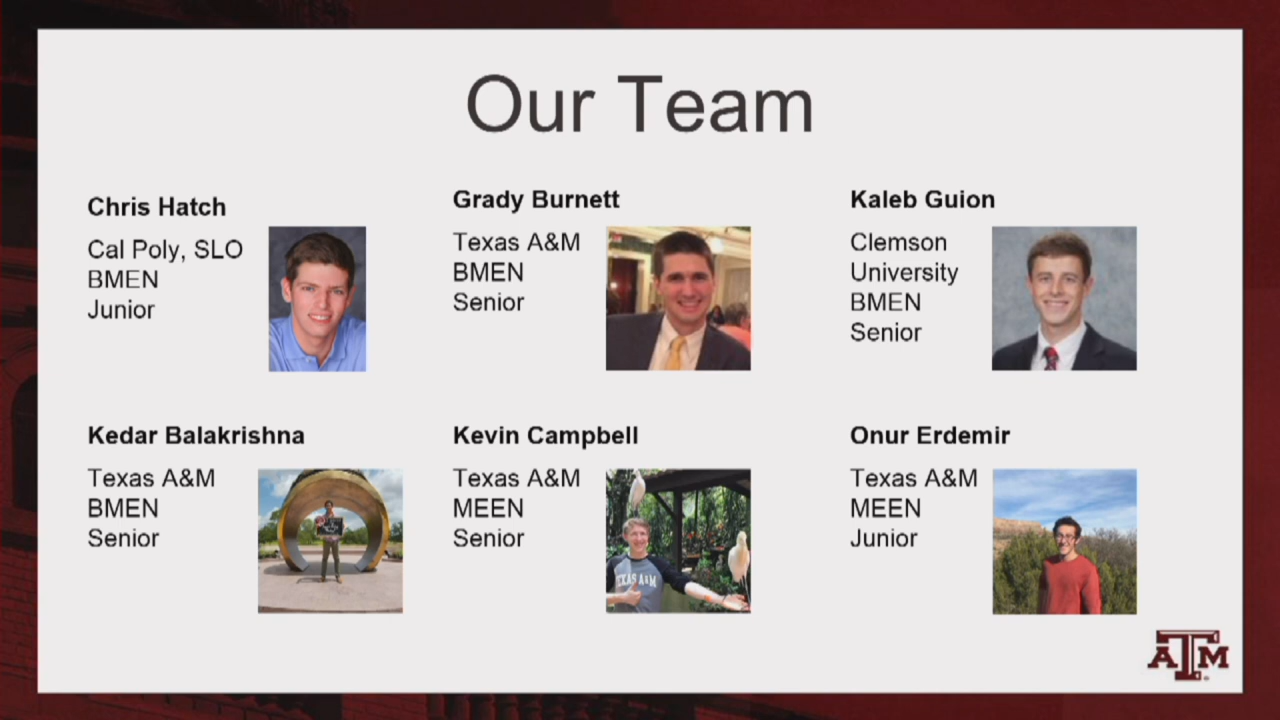 Our Team
Chris Hatch
Cal Poly, SLO
BMEN
Junior
Grady Burnett
Texas A&M
BMEN
Senior
Kaleb Guion
Clemson
University
BMEN
Senior
Kedar Balakrishna
Texas A&M
BMEN
Senior
Kevin Campbell
Texas A&M
MEEN
Senior
TEXAS A&M
Onur Erdemir
Texas A&M
MEEN
Junior
ATM